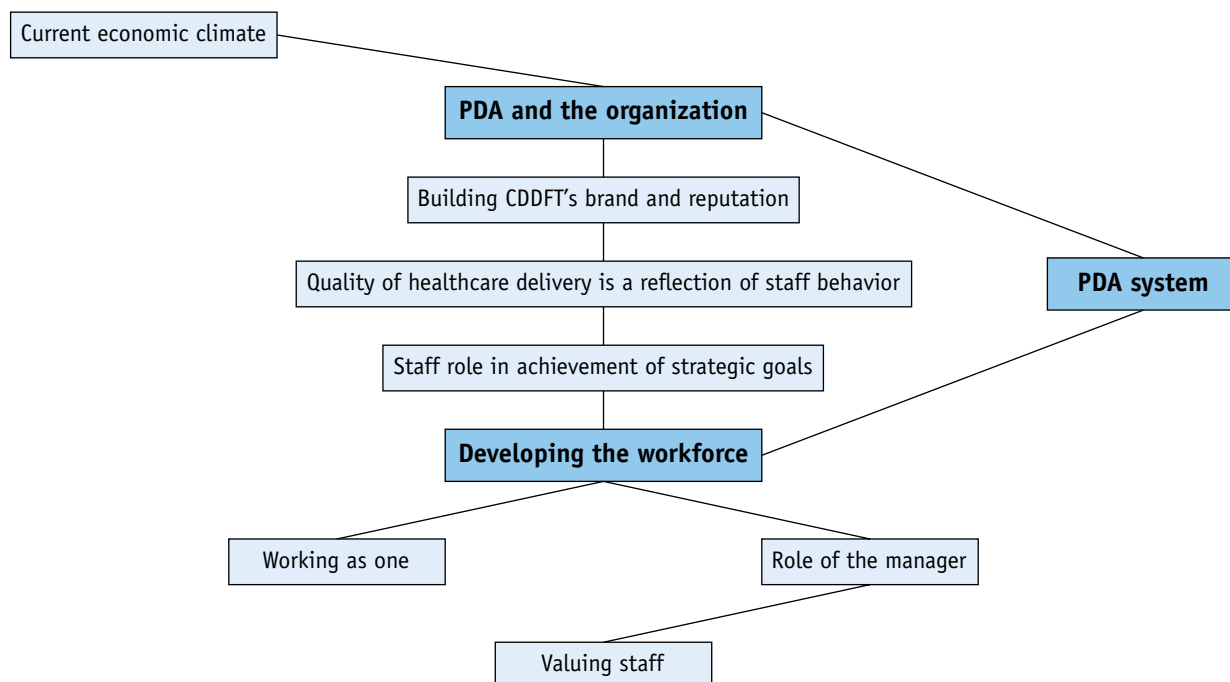 Current economic climate
PDA and the organization
Building CDDFT’s brand and reputation
Quality of healthcare delivery is a reflection of staff behavior
PDA system
Staff role in achievement of strategic goals
Developing the workforce
Working as one
Role of the manager
Valuing staff